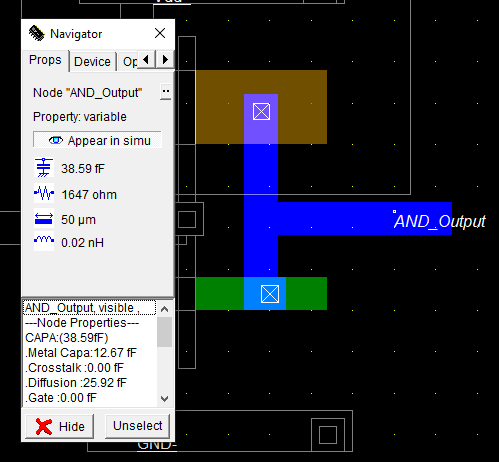 Vdd
Navigator
Props
Device
Op
Node "AND_Output"
..
Property: variable
Appear in simu
38.59 fF
1647 ohm
50 µm
0.02 nH
AND_Output
AND_Output, visible ,
---Node Properties---
CAPA:(38.59fF)
.Metal Capa:12.67 fF
.Crosstalk :0.00 fF
.Diffusion :25.92 fF
.Gate :0.00 fF
Hide
Unselect
GND-